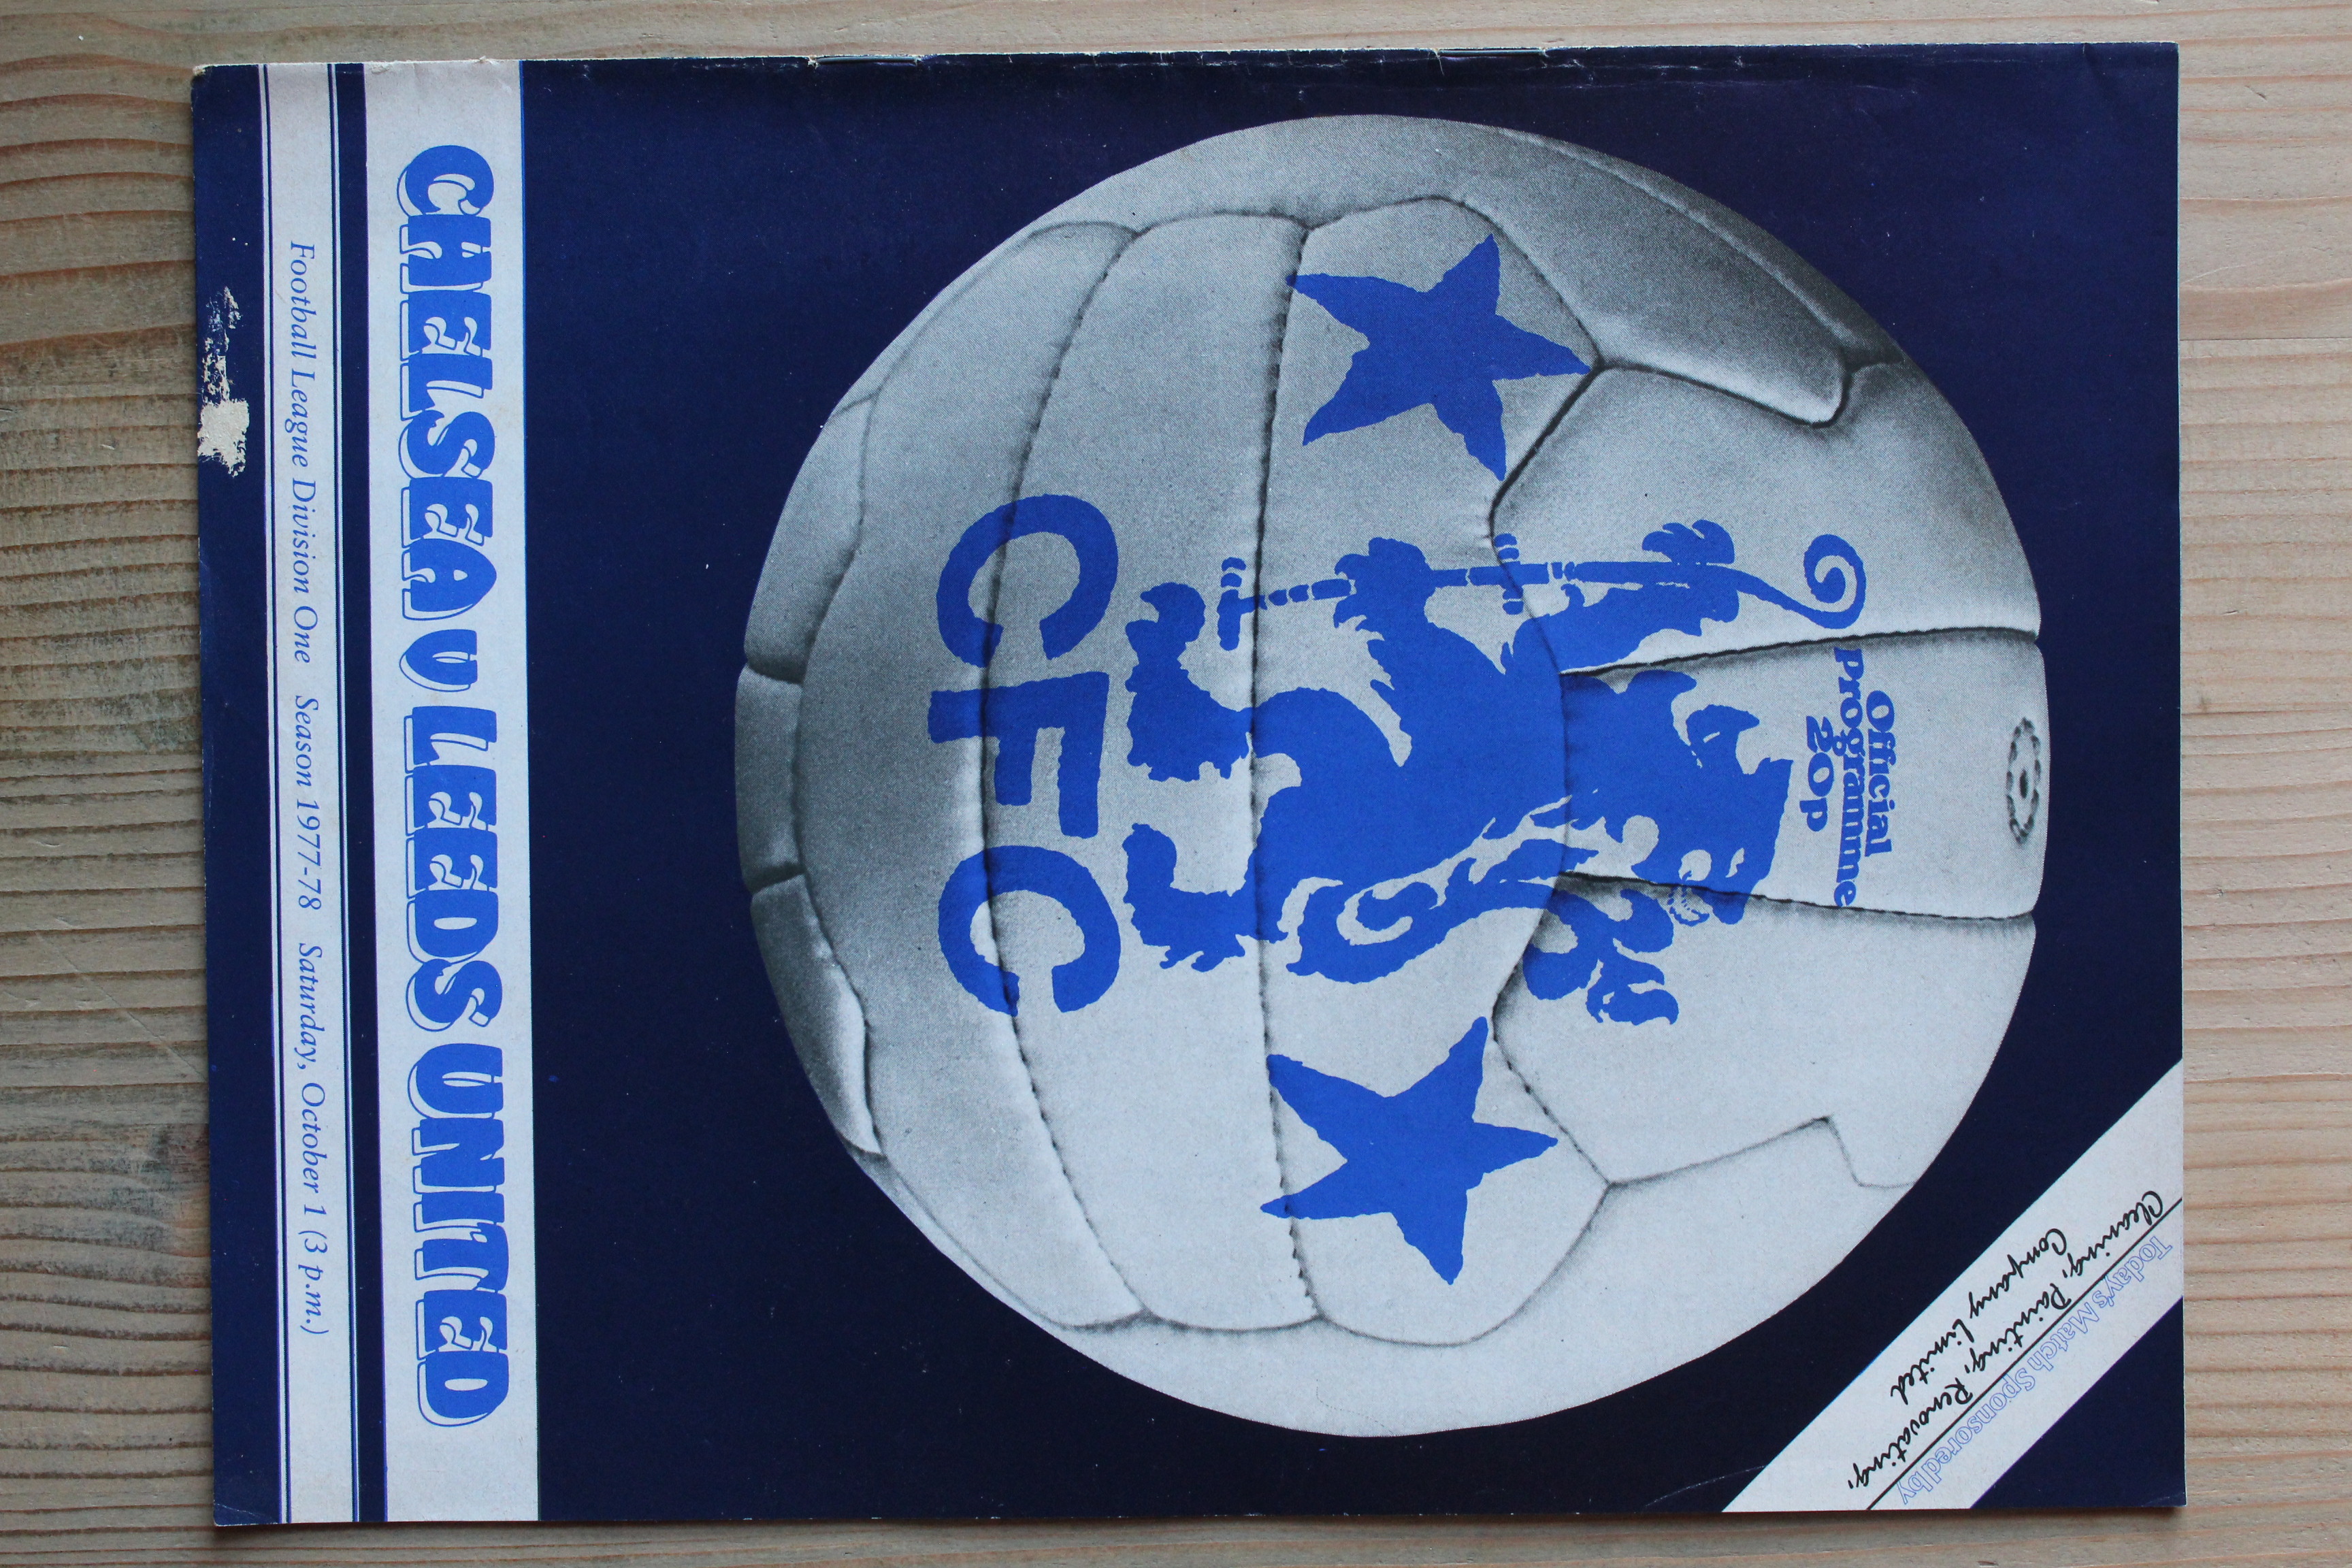 Today's Match Sponsored by
Cleaning, Painting, Renovating,
Company Limited
Official
programme
20p
CFC
CHELSEA V LEEDS UNITED
Football League Division One Season 1977-78 Saturday, October 1 (3 p.m.)